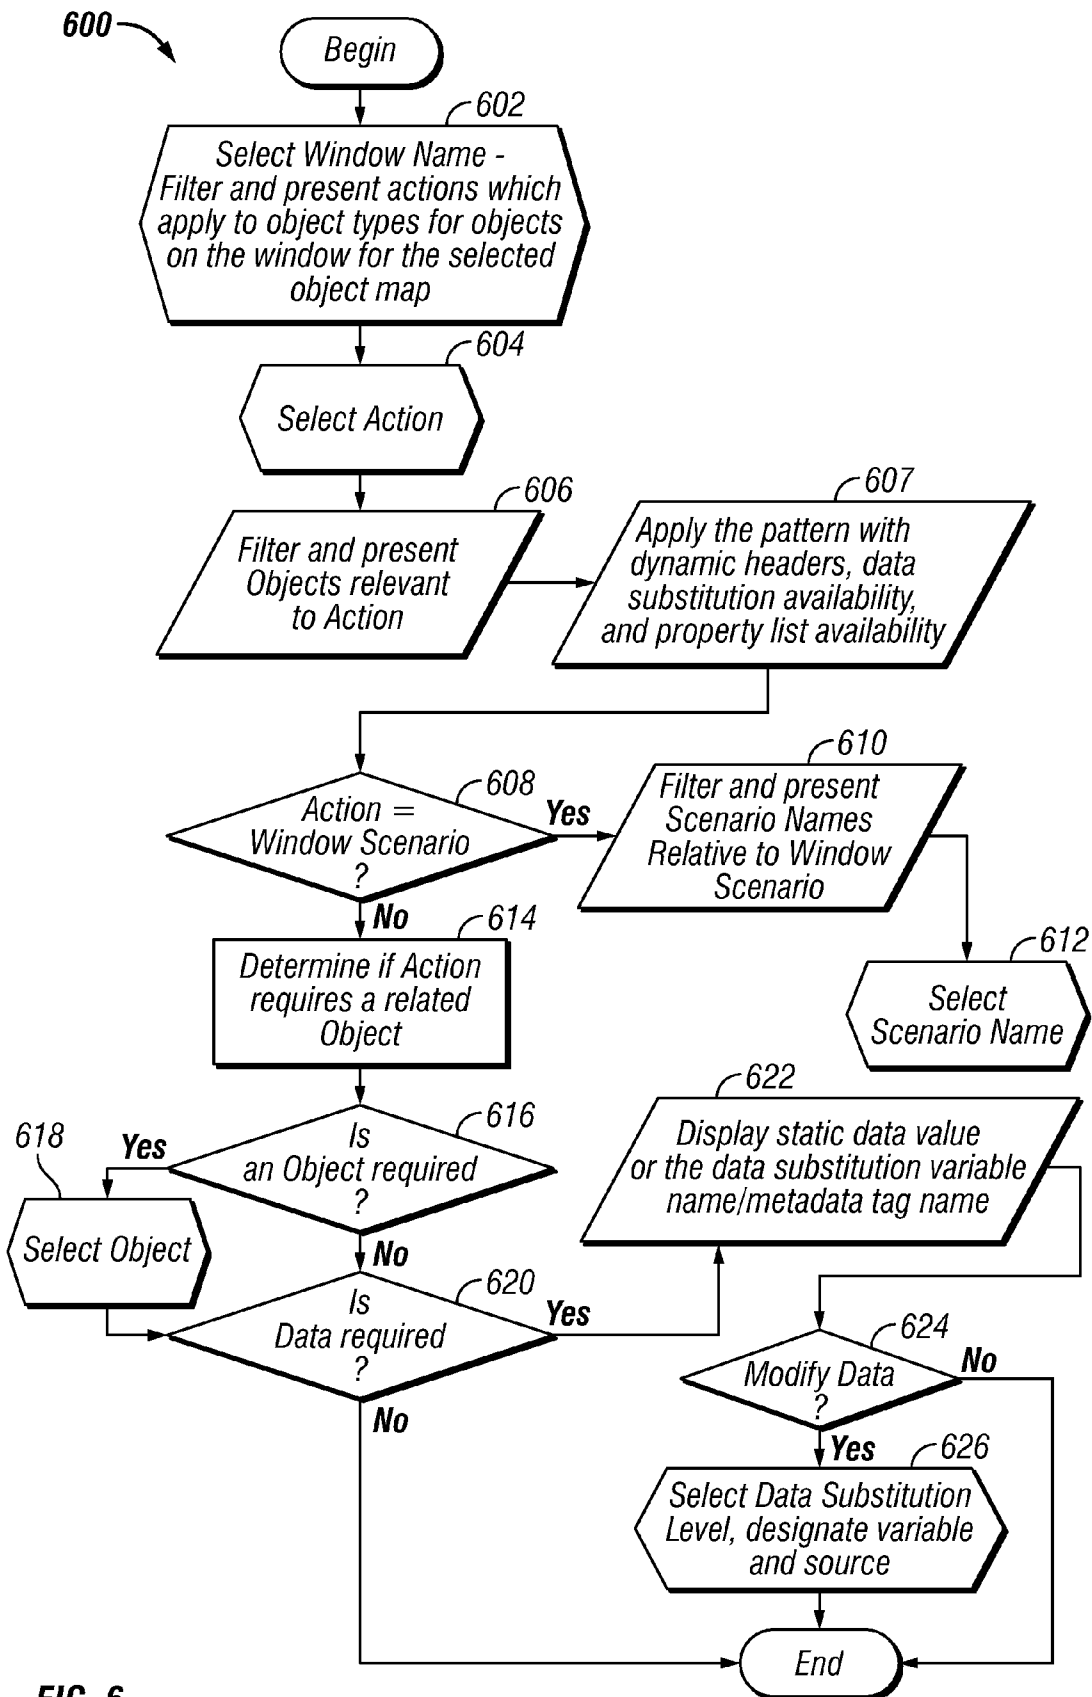 600
Begin
602
Select Window Name -
Filter and present actions which
apply to object types for objects
on the window for the selected
object map
604
Select Action
606
Filter and present
Objects relevant
to Action
607
Apply the pattern with
dynamic headers, data
substitution availability,
and property list availability
608
Action =
Window Scenario
?
Yes
No
610
Filter and present
Scenario Names
Relative to Window
Scenario
612
Select
Scenario Name
614
Determine if Action
requires a related
Object
616
Is
an Object required
?
Yes
No
618
Select Object
620
Is
Data required
?
Yes
No
622
Display static data value
or the data substitution variable
name/metadata tag name
624
Modify Data
?
No
Yes
626
Select Data Substitution
Level, designate variable
and source
End
FIG. 6